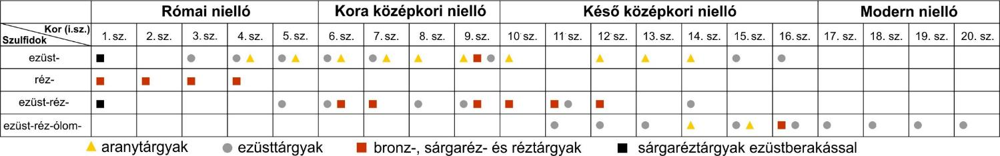 Római nielló Kora középkori nielló Késő középkori nielló Modern nielló
Kor (i.sz.)
Szulfidok
1. sz. 2. sz. 3. sz. 4. sz. 5. sz. 6. sz. 7. sz. 8. sz. 9. sz. 10. sz. 11. sz. 12. sz. 13. sz. 14. sz. 15. sz. 16. sz. 17. sz. 18. sz. 19. sz. 20. sz.
ezüst-
réz-
ezüst-réz-
ezüst-réz-ólom-
aranytárgyak ezüsttárgyak bronz-, sárgaréz- és réztárgyak sárgaréztárgyak ezüstberakással